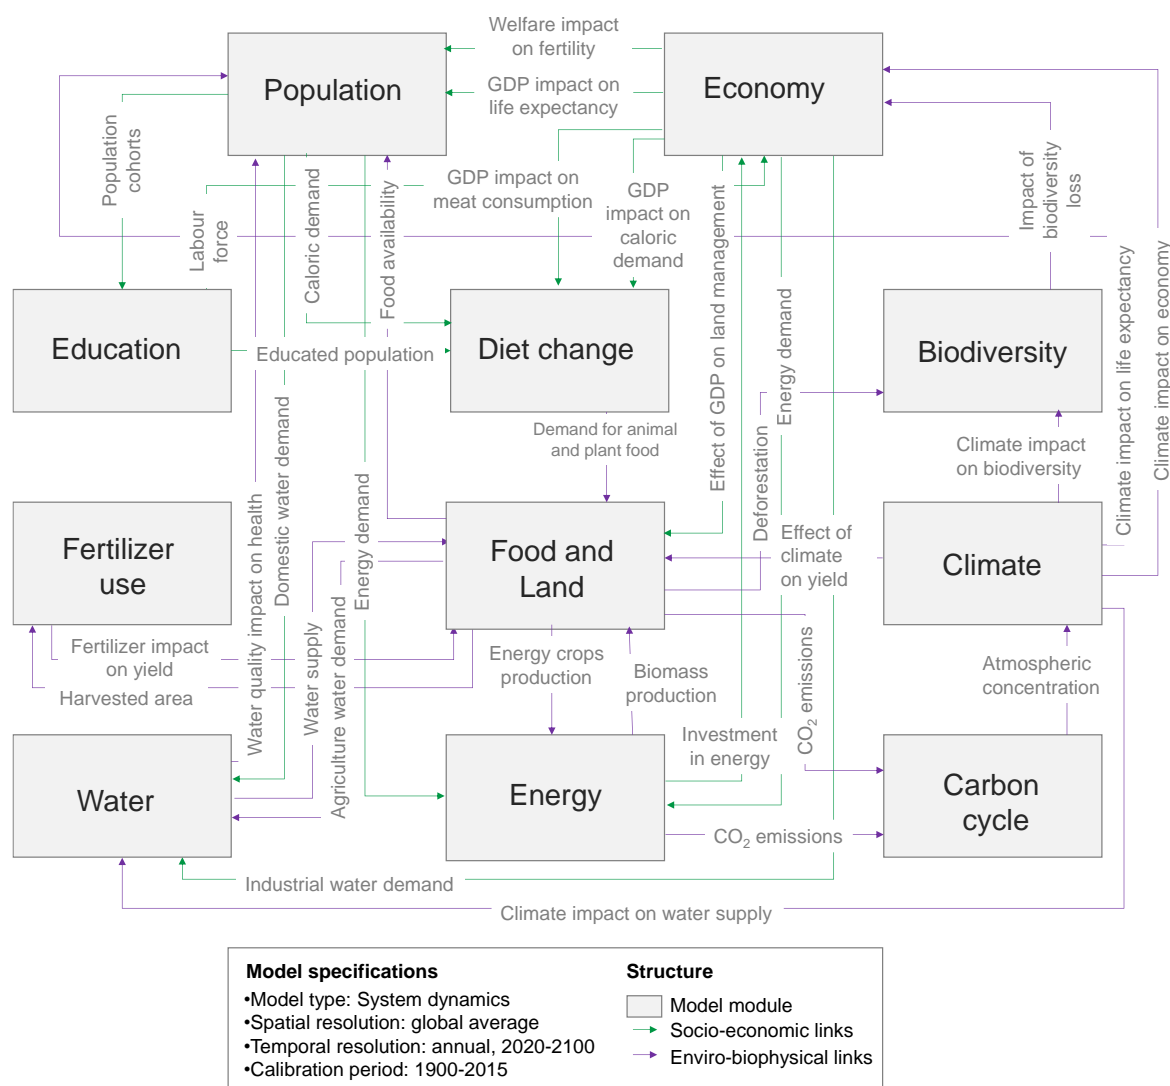 Welfare impact
on fertility
Population
Economy
GDP impact on
life expectancy
Population
cohorts
Labour
force
Caloric demand
Food availability
GDP impact on
meat consumption
GDP
impact on
caloric
demand
Effect of GDP on land management
Energy demand
Impact of
biodiversity
loss
Climate impact on life expectancy
Climate impact on economy
Education
Educated population
Diet change
Biodiversity
Demand for animal
and plant food
Deforestation
Climate impact
on biodiversity
Water quality impact on health
Domestic water demand
Energy demand
Fertilizer
use
Food and
Land
Effect of
climate
on yield
Climate
Water supply
Agriculture water demand
Fertilizer impact
on yield
Harvested area
Energy crops
production
Biomass
production
CO2 emissions
Atmospheric
concentration
Investment
in energy
Water
Energy
Carbon
cycle
CO2 emissions
Industrial water demand
Climate impact on water supply
Model specifications
•Model type: System dynamics
•Spatial resolution: global average
•Temporal resolution: annual, 2020-2100
•Calibration period: 1900-2015
Structure
Model module
Socio-economic links
Enviro-biophysical links